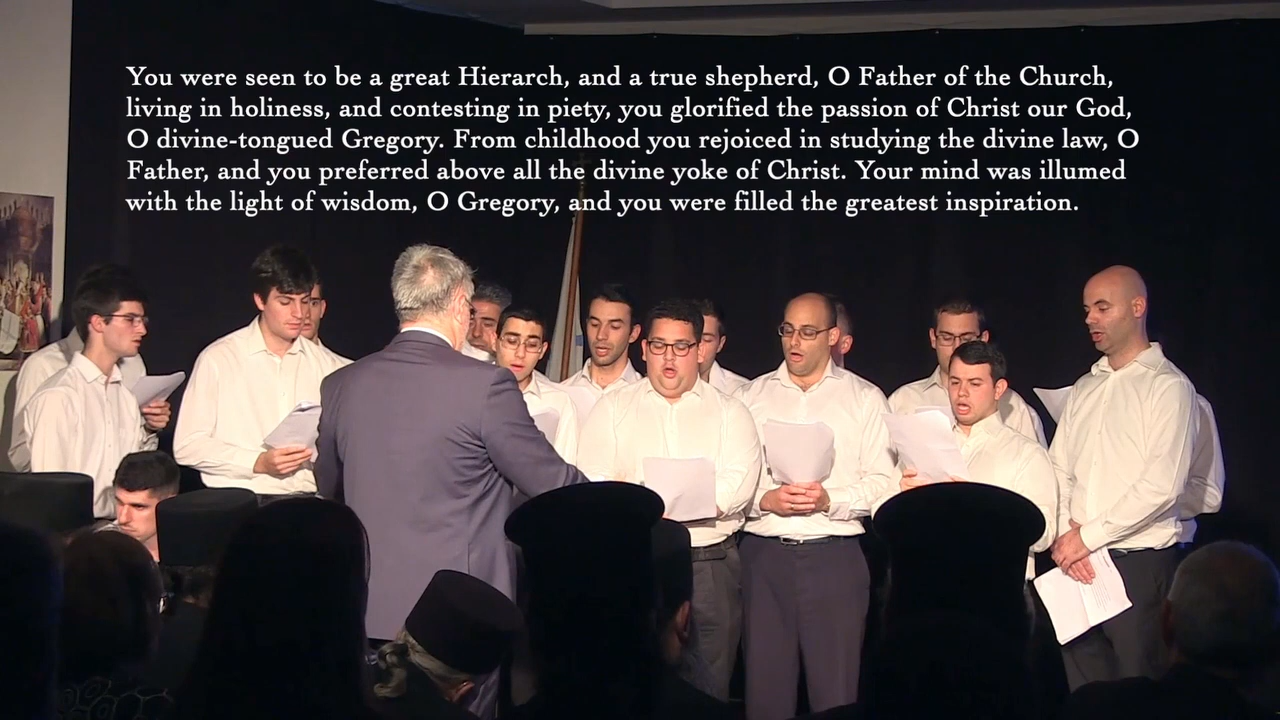 You were seen to be a great Hierarch, and a true shepherd, O Father of the Church,
living in holiness, and contesting in piety, you glorified the passion of Christ our God,
O divine-tongued Gregory. From childhood you rejoiced in studying the divine law, O
Father, and you preferred above all the divine yoke of Christ. Your mind was illumed
with the light of wisdom, O Gregory, and you were filled the greatest inspiration.